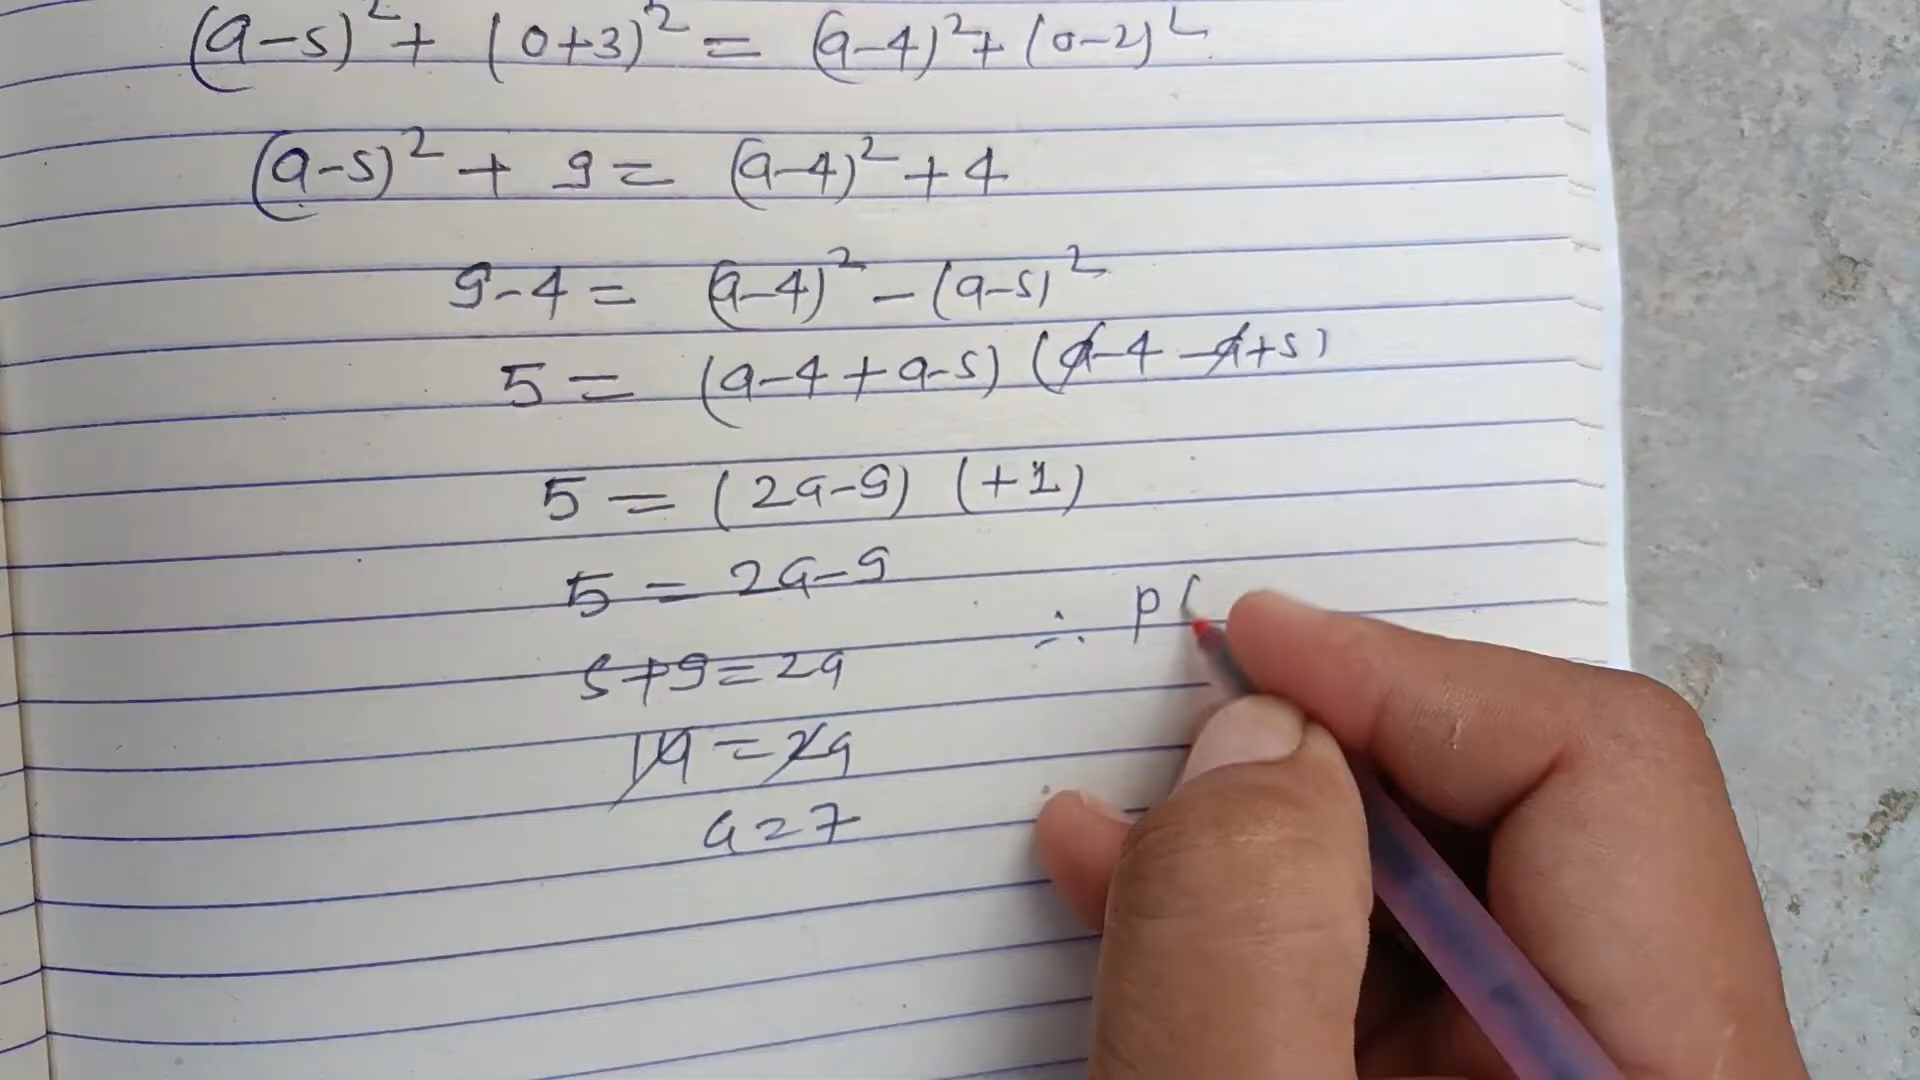 (a-5)² + (0+3)² = (a-4)² + (0-2)²
(a-5)² + 9 = (a-4)² + 4
9-4 = (a-4)² - (a-5)²
5 = (a-4+a-5) (a-4-a+5)
5 = (2a-9) (+1)
5 = 2a-9
∴ P(
5+9=2a
14 = 2a
a=7